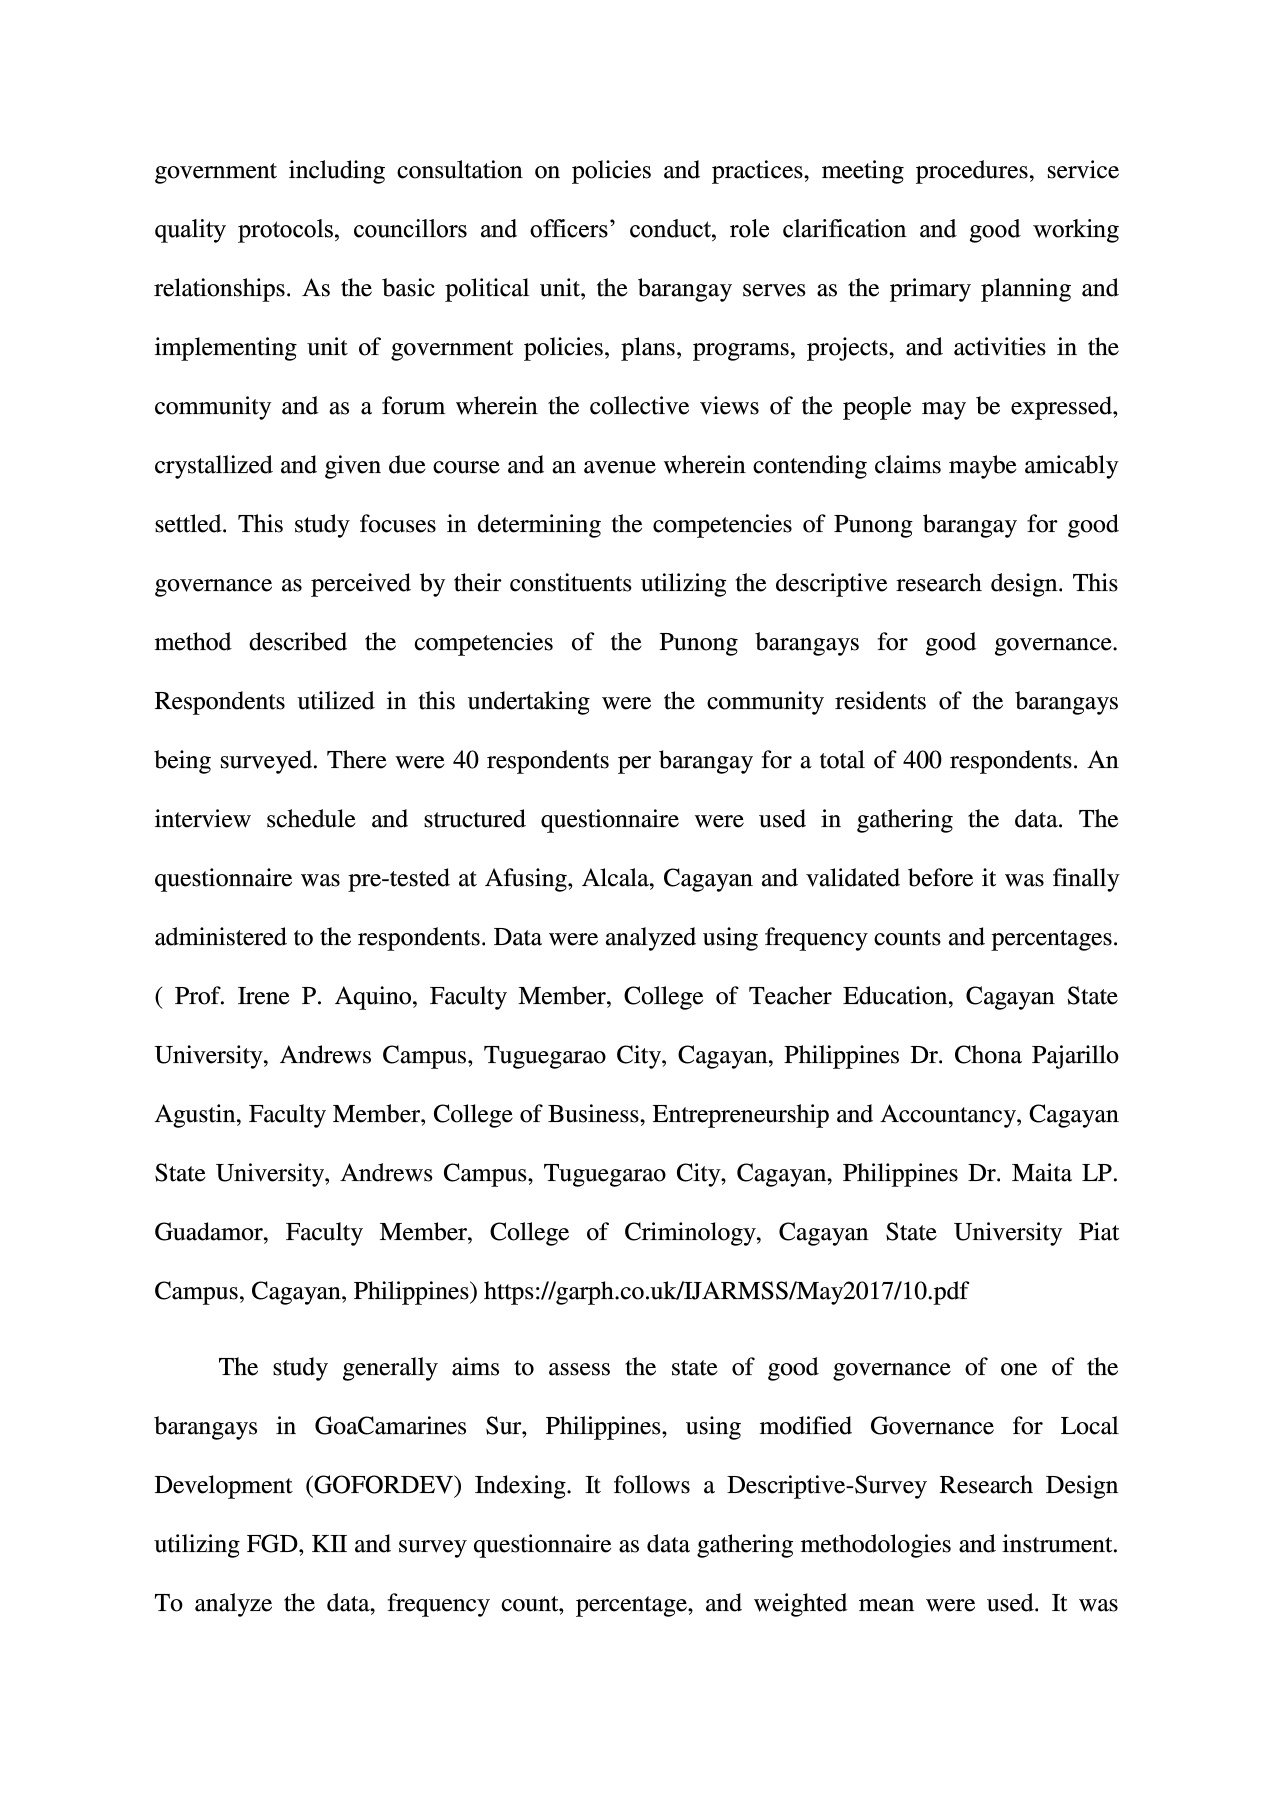 government including consultation on policies and practices, meeting procedures, service
quality protocols, councillors and officers’ conduct, role clarification and good working
relationships. As the basic political unit, the barangay serves as the primary planning and
implementing unit of government policies, plans, programs, projects, and activities in the
community and as a forum wherein the collective views of the people may be expressed,
crystallized and given due course and an avenue wherein contending claims maybe amicably
settled. This study focuses in determining the competencies of Punong barangay for good
governance as perceived by their constituents utilizing the descriptive research design. This
method described the competencies of the Punong barangays for good governance.
Respondents utilized in this undertaking were the community residents of the barangays
being surveyed. There were 40 respondents per barangay for a total of 400 respondents. An
interview schedule and structured questionnaire were used in gathering the data. The
questionnaire was pre-tested at Afusing, Alcala, Cagayan and validated before it was finally
administered to the respondents. Data were analyzed using frequency counts and percentages.
( Prof. Irene P. Aquino, Faculty Member, College of Teacher Education, Cagayan State
University, Andrews Campus, Tuguegarao City, Cagayan, Philippines Dr. Chona Pajarillo
Agustin, Faculty Member, College of Business, Entrepreneurship and Accountancy, Cagayan
State University, Andrews Campus, Tuguegarao City, Cagayan, Philippines Dr. Maita LP.
Guadamor, Faculty Member, College of Criminology, Cagayan State University Piat
Campus, Cagayan, Philippines) https://garph.co.uk/IJARMSS/May2017/10.pdf
The study generally aims to assess the state of good governance of one of the
barangays in GoaCamarines Sur, Philippines, using modified Governance for Local
Development (GOFORDEV) Indexing. It follows a Descriptive-Survey Research Design
utilizing FGD, KII and survey questionnaire as data gathering methodologies and instrument.
To analyze the data, frequency count, percentage, and weighted mean were used. It was